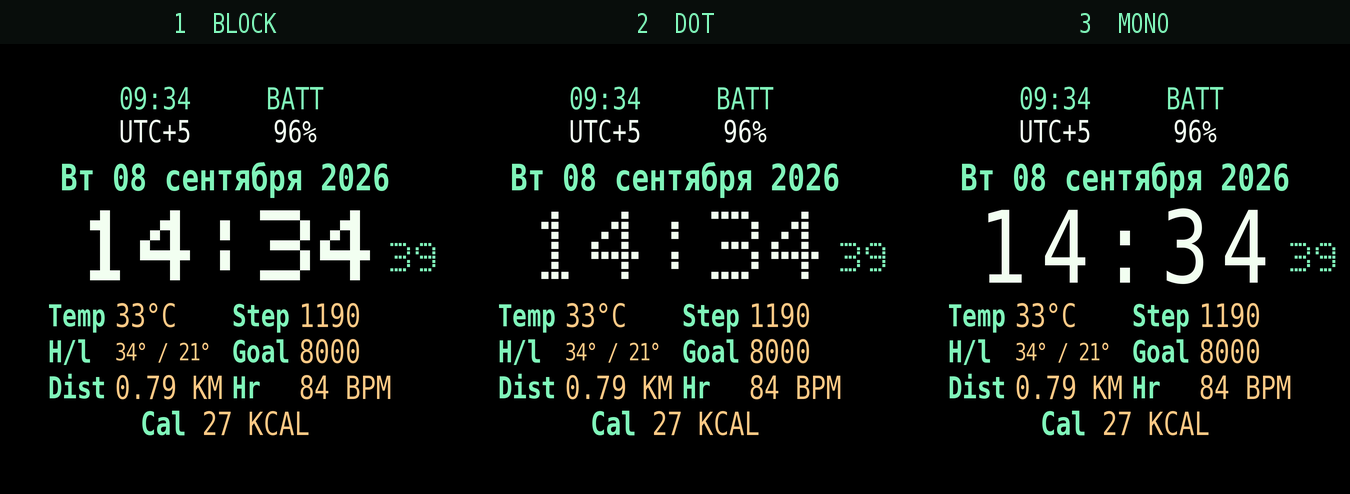 1 BLOCK 2 DOT 3 MONO
09:34 BATT 09:34 BATT 09:34 BATT
UTC+5 96% UTC+5 96% UTC+5 96%
Вт 08 сентября 2026 Вт 08 сентября 2026 Вт 08 сентября 2026
14:34 39 14:34 39 14:34 39
Temp 33°C Step 1190 Temp 33°C Step 1190 Temp 33°C Step 1190
H/l 34° / 21° Goal 8000 H/l 34° / 21° Goal 8000 H/l 34° / 21° Goal 8000
Dist 0.79 KM Hr 84 BPM Dist 0.79 KM Hr 84 BPM Dist 0.79 KM Hr 84 BPM
Cal 27 KCAL Cal 27 KCAL Cal 27 KCAL